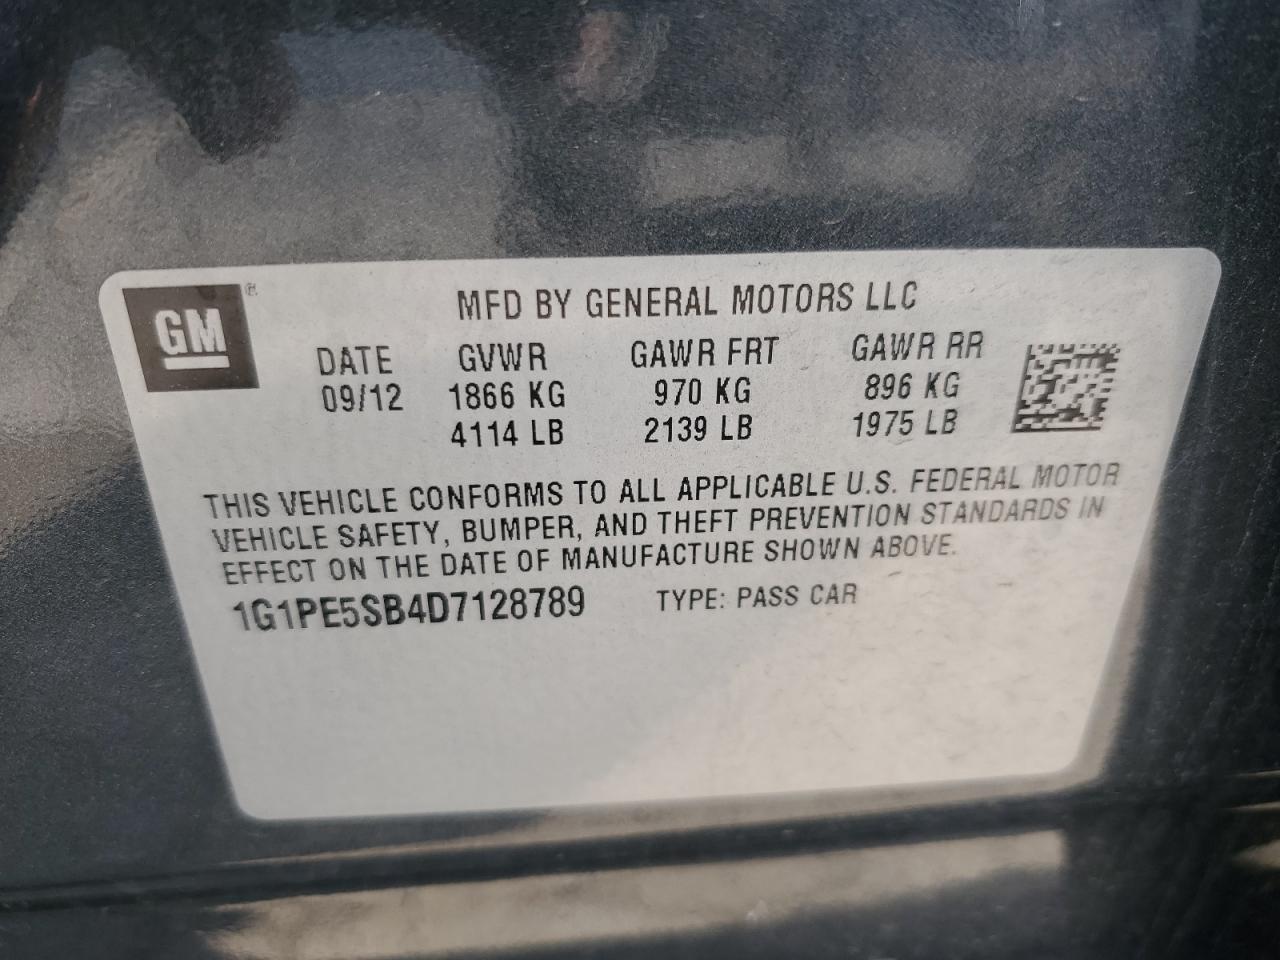 GM®
MFD BY GENERAL MOTORS LLC
DATE GVWR GAWR FRT GAWR RR
09/12 1866 KG 970 KG 896 KG
4114 LB 2139 LB 1975 LB
THIS VEHICLE CONFORMS TO ALL APPLICABLE U.S. FEDERAL MOTOR
VEHICLE SAFETY, BUMPER, AND THEFT PREVENTION STANDARDS IN
EFFECT ON THE DATE OF MANUFACTURE SHOWN ABOVE.
1G1PE5SB4D7128789 TYPE: PASS CAR